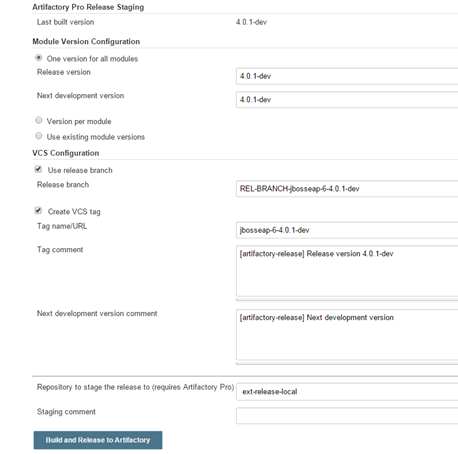 Artifactory Pro Release Staging
Last built version 4.0.1-dev
Module Version Configuration
One version for all modules
Release version 4.0.1-dev
Next development version 4.0.1-dev
Version per module
Use existing module versions
VCS Configuration
Use release branch
Release branch REL-BRANCH-jbosseap-6-4.0.1-dev
Create VCS tag
Tag name/URL jbosseap-6-4.0.1-dev
Tag comment [artifactory-release] Release version 4.0.1-dev
Next development version comment [artifactory-release] Next development version
Repository to stage the release to (requires Artifactory Pro) ext-release-local
Staging comment
Build and Release to Artifactory